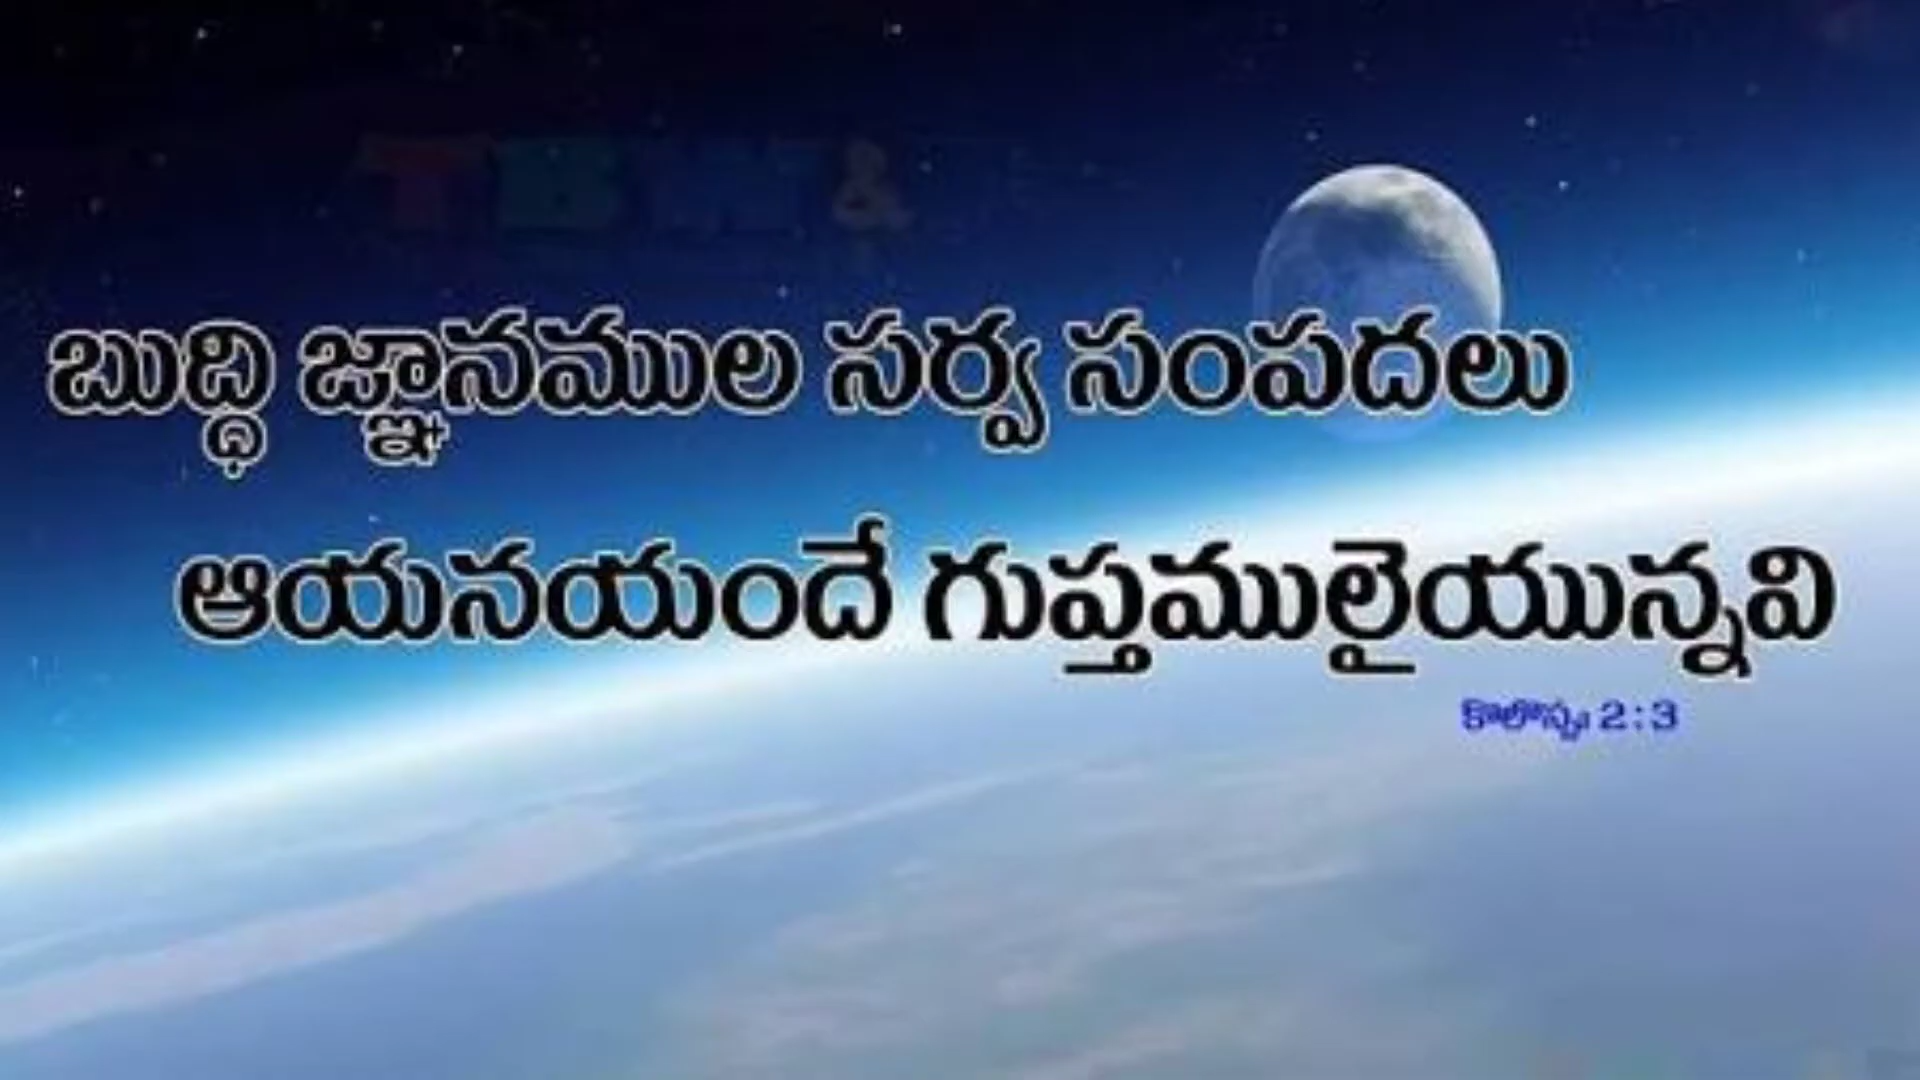 బుద్ధి జ్ఞానముల సర్వ సంపదలు
ఆయనయందే గుప్తములైయున్నవి
కొలొస్స 2:3